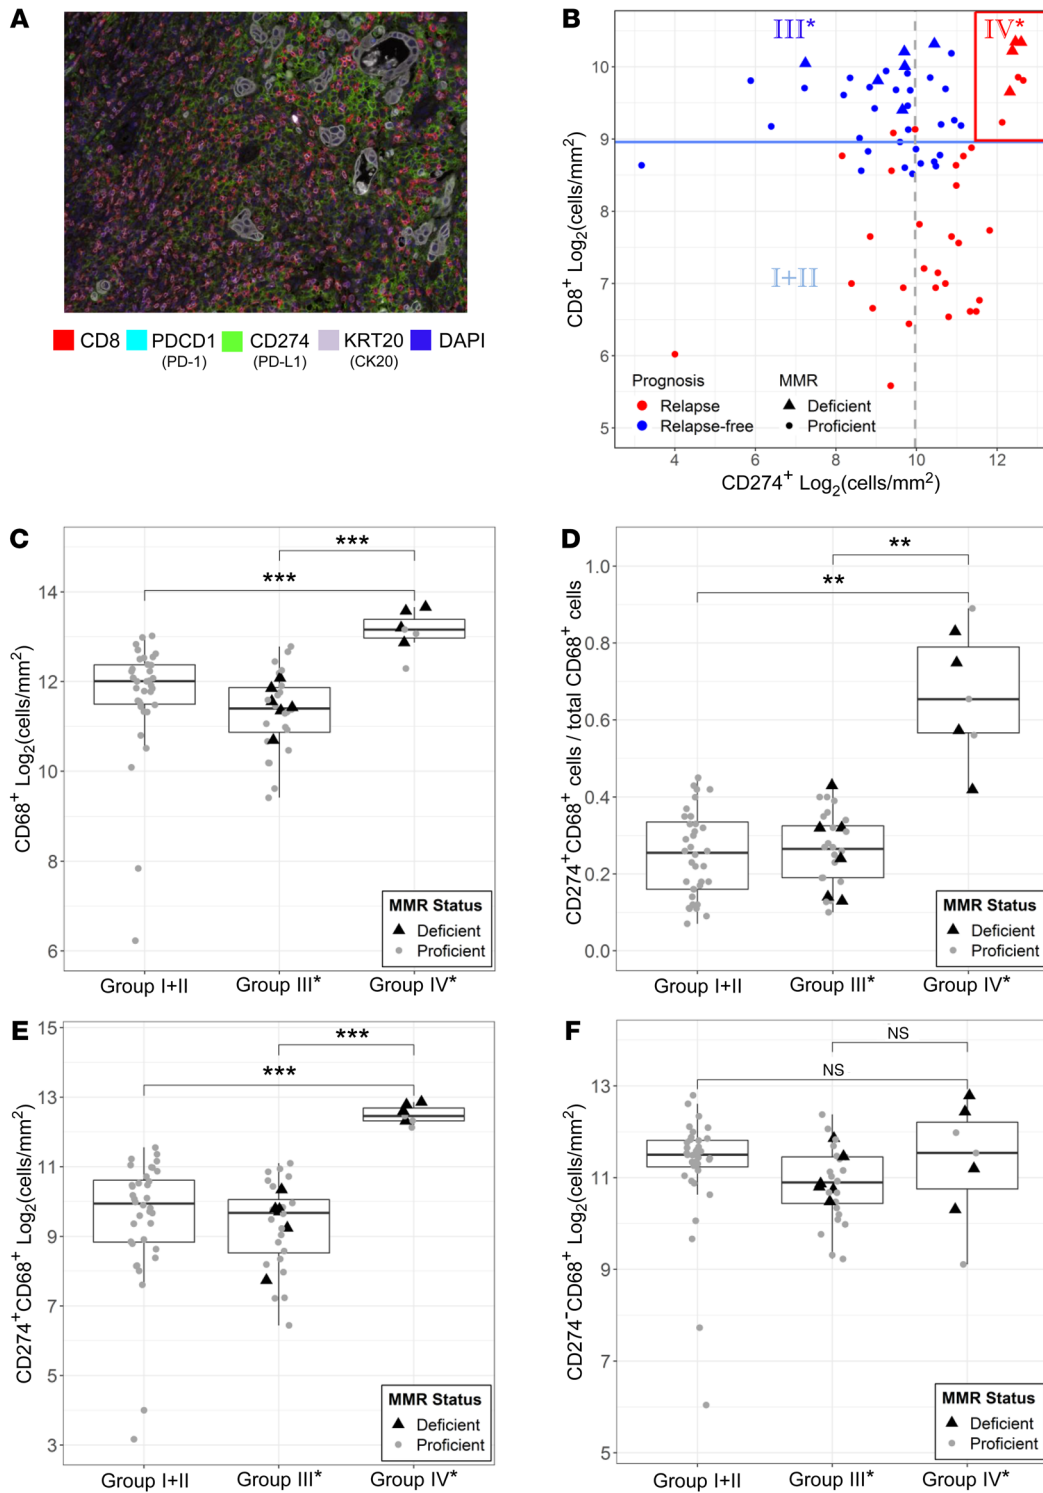 A
CD8
PDCD1
(PD-1)
CD274
(PD-L1)
KRT20
(CK20)
DAPI
B
III*
IV*
I+II
CD8+ Log2(cells/mm2)
10
9
8
7
6
5
Prognosis
Relapse
Relapse-free
MMR
Deficient
Proficient
4
6
8
10
12
CD274+ Log2(cells/mm2)
C
***
***
CD68+ Log2(cells/mm2)
14
12
10
8
6
MMR Status
Deficient
Proficient
Group I+II
Group III*
Group IV*
D
**
**
CD274+CD68+ cells / total CD68+ cells
1.0
0.8
0.6
0.4
0.2
0.0
MMR Status
Deficient
Proficient
Group I+II
Group III*
Group IV*
E
***
***
CD274+CD68+ Log2(cells/mm2)
15
13
11
9
7
5
3
MMR Status
Deficient
Proficient
Group I+II
Group III*
Group IV*
F
NS
NS
CD274-CD68+ Log2(cells/mm2)
13
11
9
7
5
MMR Status
Deficient
Proficient
Group I+II
Group III*
Group IV*